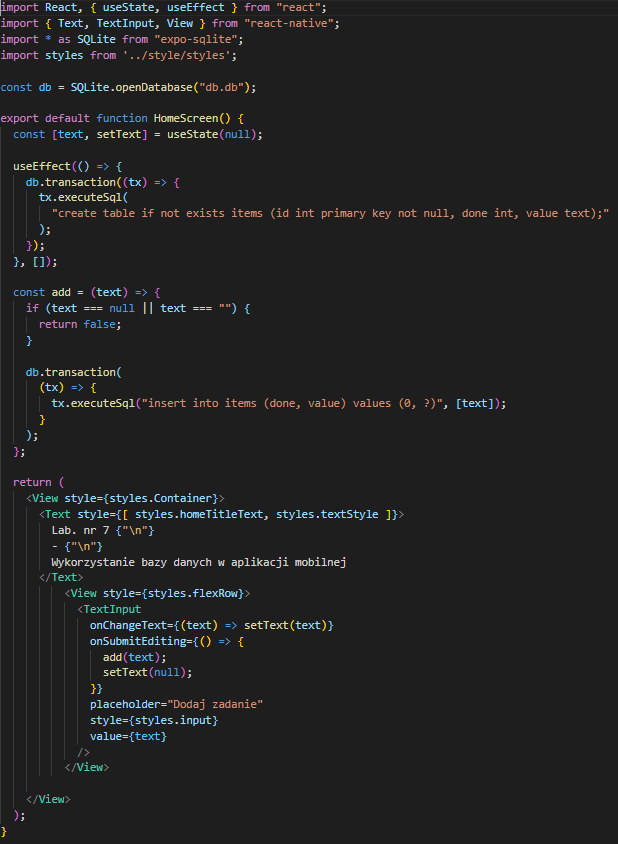 import React, { useState, useEffect } from "react";
import { Text, TextInput, View } from "react-native";
import * as SQLite from "expo-sqlite";
import styles from '../style/styles';

const db = SQLite.openDatabase("db.db");

export default function HomeScreen() {
  const [text, setText] = useState(null);

  useEffect(() => {
    db.transaction((tx) => {
      tx.executeSql(
        "create table if not exists items (id int primary key not null, done int, value text);"
      );
    });
  }, []);

  const add = (text) => {
    if (text === null || text === "") {
      return false;
    }

    db.transaction(
      (tx) => {
        tx.executeSql("insert into items (done, value) values (0, ?)", [text]);
      }
    );
  };

  return (
    <View style={styles.Container}>
      <Text style={[ styles.homeTitleText, styles.textStyle ]}>
        Lab. nr 7 {"\n"}
        - {"\n"}
        Wykorzystanie bazy danych w aplikacji mobilnej
      </Text>
          <View style={styles.flexRow}>
            <TextInput
              onChangeText={(text) => setText(text)}
              onSubmitEditing={() => {
                add(text);
                setText(null);
              }}
              placeholder="Dodaj zadanie"
              style={styles.input}
              value={text}
            />
          </View>

    </View>
  );
}